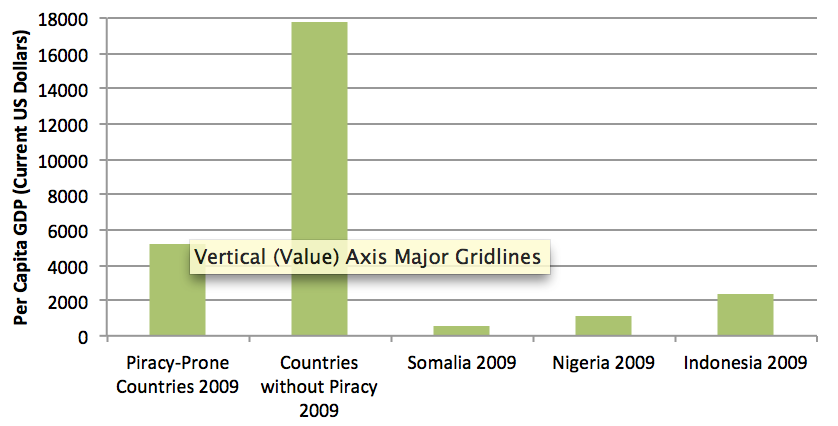 Per Capita GDP (Current US Dollars)
18000
16000
14000
12000
10000
8000
6000
4000
2000
0
Vertical (Value) Axis Major Gridlines
Piracy-Prone
Countries 2009
Countries
without Piracy
2009
Somalia 2009
Nigeria 2009
Indonesia 2009